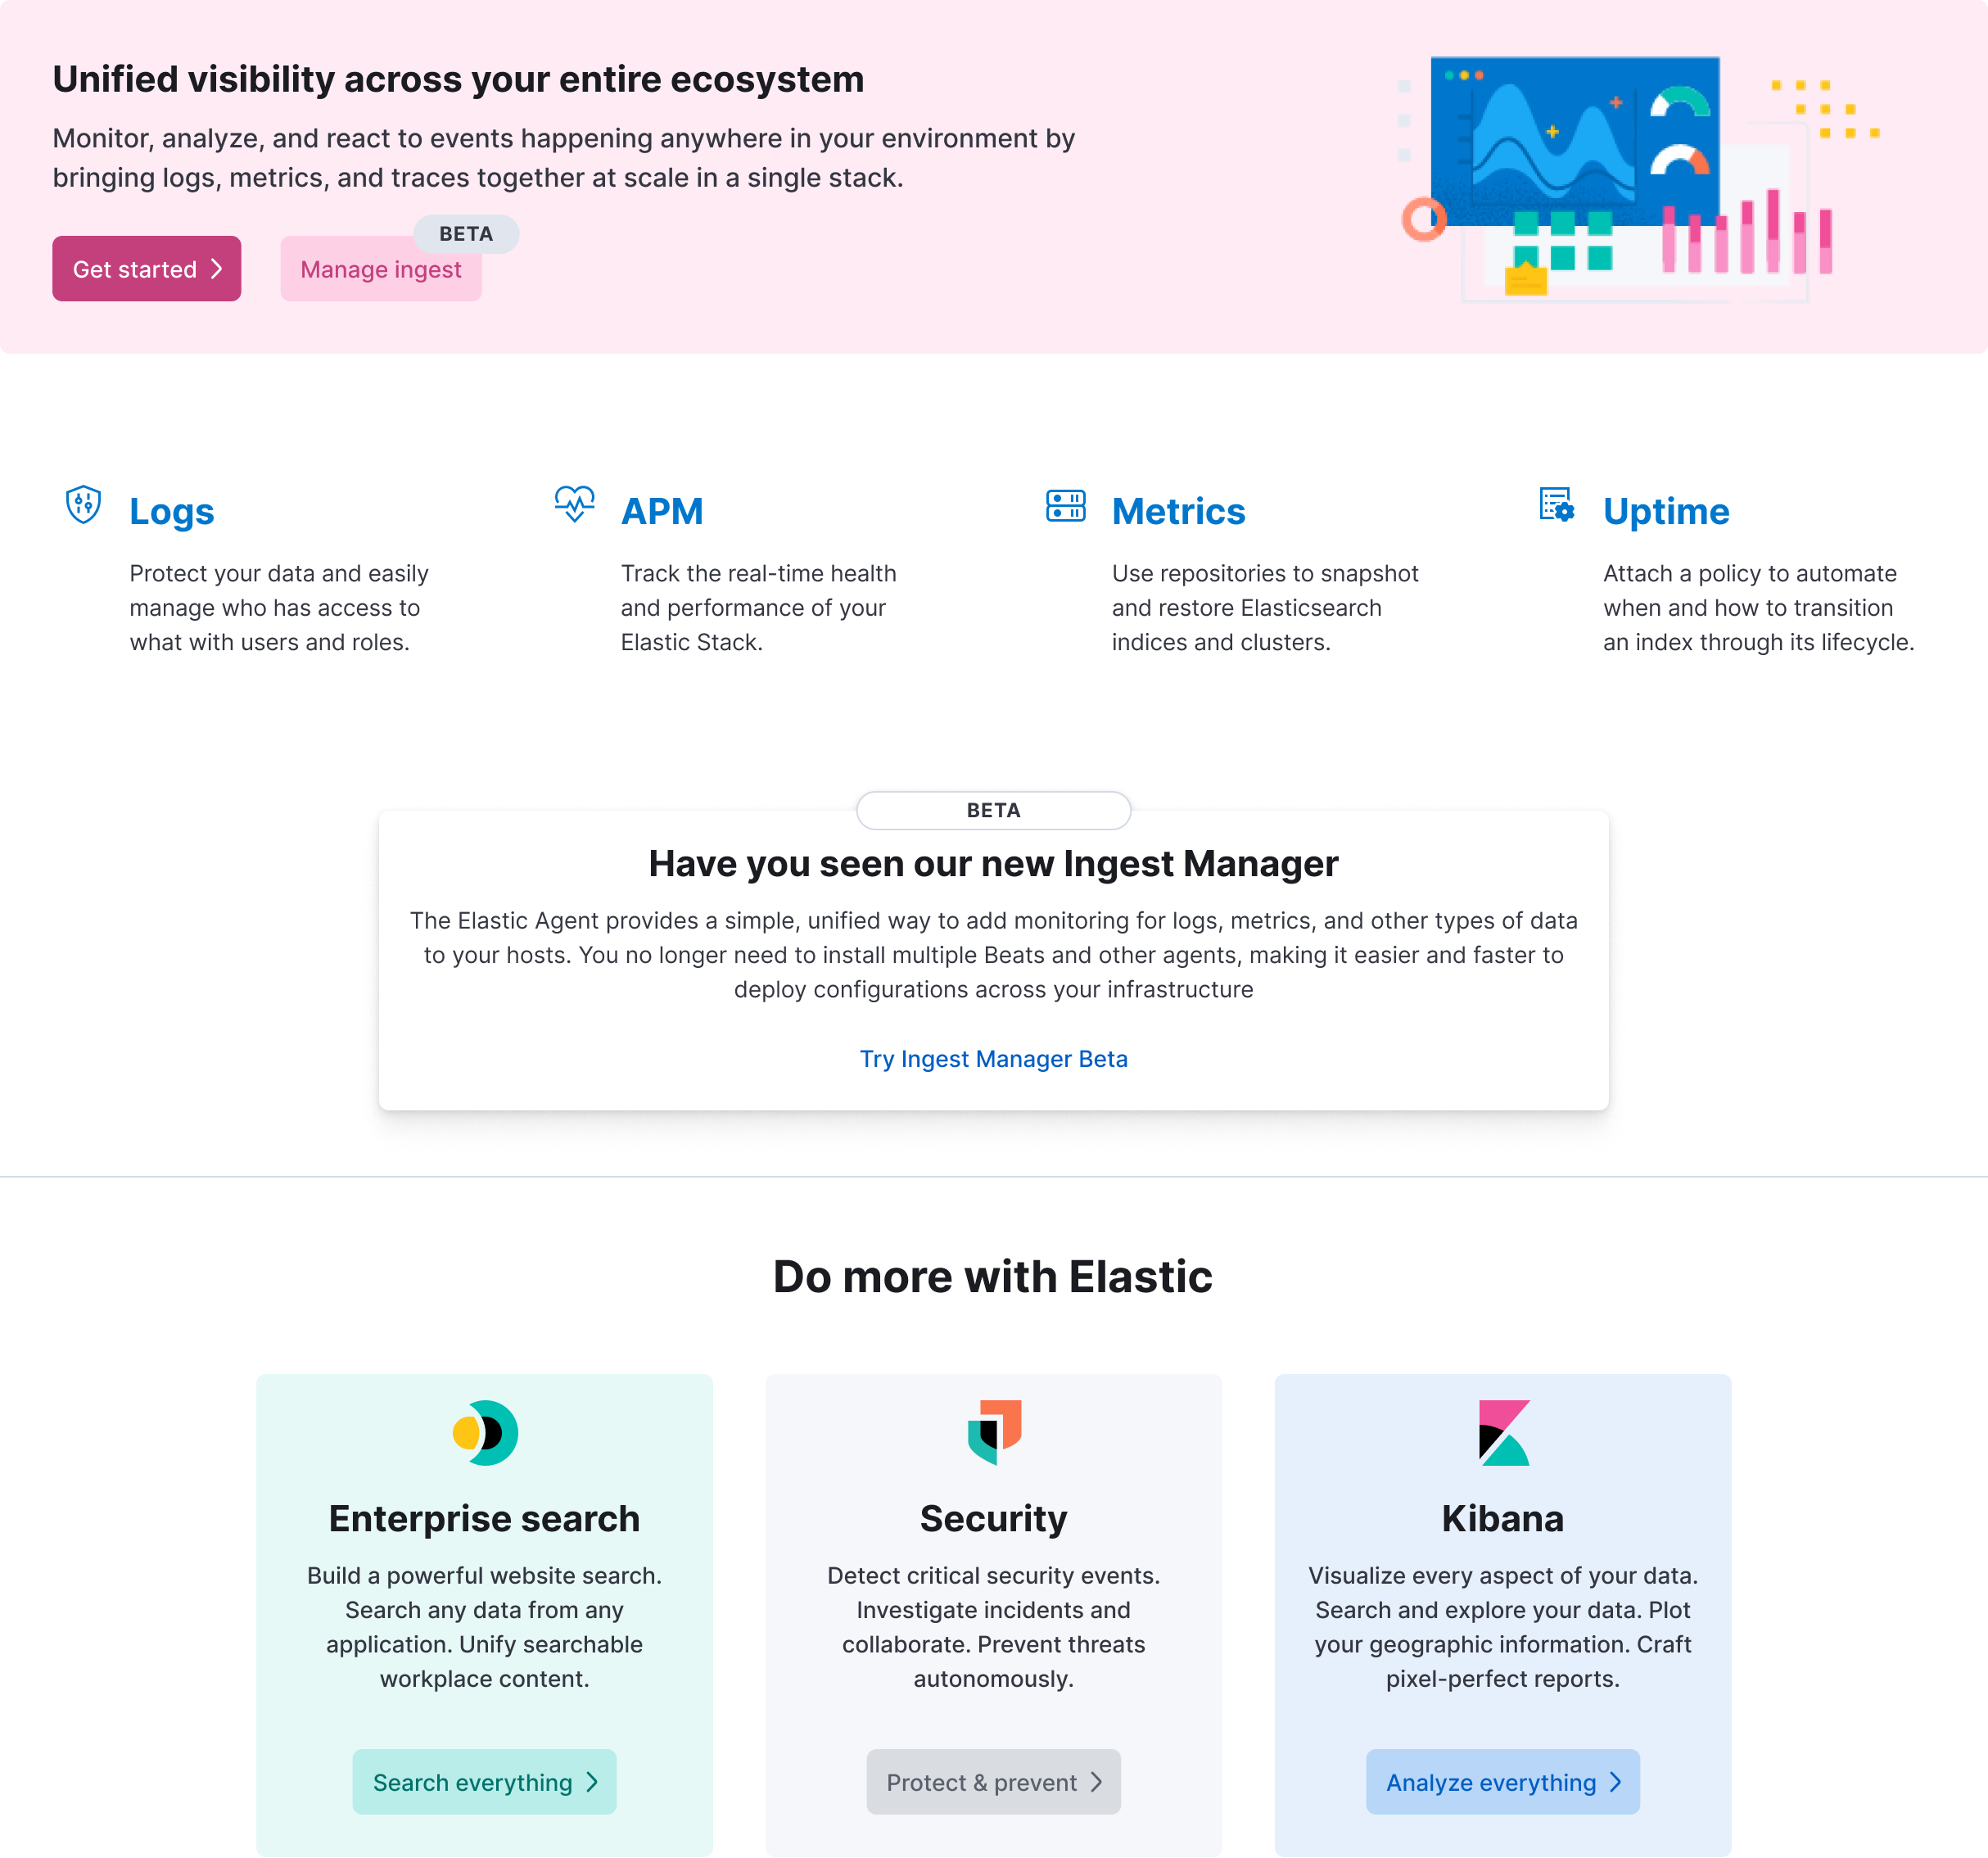 Unified visibility across your entire ecosystem
Monitor, analyze, and react to events happening anywhere in your environment by
bringing logs, metrics, and traces together at scale in a single stack.
BETA
Get started
Manage ingest
Logs
Protect your data and easily
manage who has access to
what with users and roles.
APM
Track the real-time health
and performance of your
Elastic Stack.
Metrics
Use repositories to snapshot
and restore Elasticsearch
indices and clusters.
Uptime
Attach a policy to automate
when and how to transition
an index through its lifecycle.
BETA
Have you seen our new Ingest Manager
The Elastic Agent provides a simple, unified way to add monitoring for logs, metrics, and other types of data
to your hosts. You no longer need to install multiple Beats and other agents, making it easier and faster to
deploy configurations across your infrastructure
Try Ingest Manager Beta
Do more with Elastic
Enterprise search
Build a powerful website search.
Search any data from any
application. Unify searchable
workplace content.
Search everything
Security
Detect critical security events.
Investigate incidents and
collaborate. Prevent threats
autonomously.
Protect & prevent
Kibana
Visualize every aspect of your data.
Search and explore your data. Plot
your geographic information. Craft
pixel-perfect reports.
Analyze everything